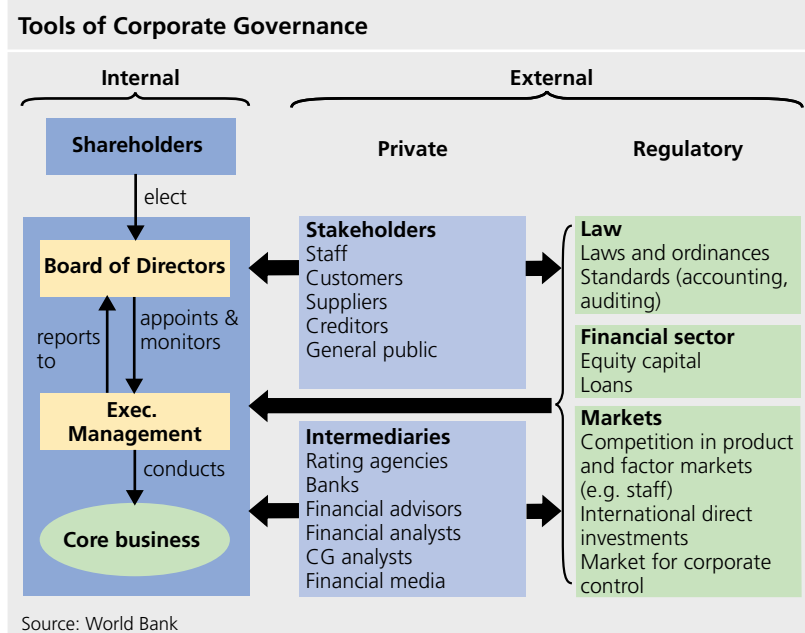 Tools of Corporate Governance
Internal
External
Shareholders
Private
Regulatory
elect
Board of Directors
reports
to
appoints &
monitors
Exec.
Management
conducts
Core business
Stakeholders
Staff
Customers
Suppliers
Creditors
General public
Intermediaries
Rating agencies
Banks
Financial advisors
Financial analysts
CG analysts
Financial media
Law
Laws and ordinances
Standards (accounting,
auditing)
Financial sector
Equity capital
Loans
Markets
Competition in product
and factor markets
(e.g. staff)
International direct
investments
Market for corporate
control
Source: World Bank